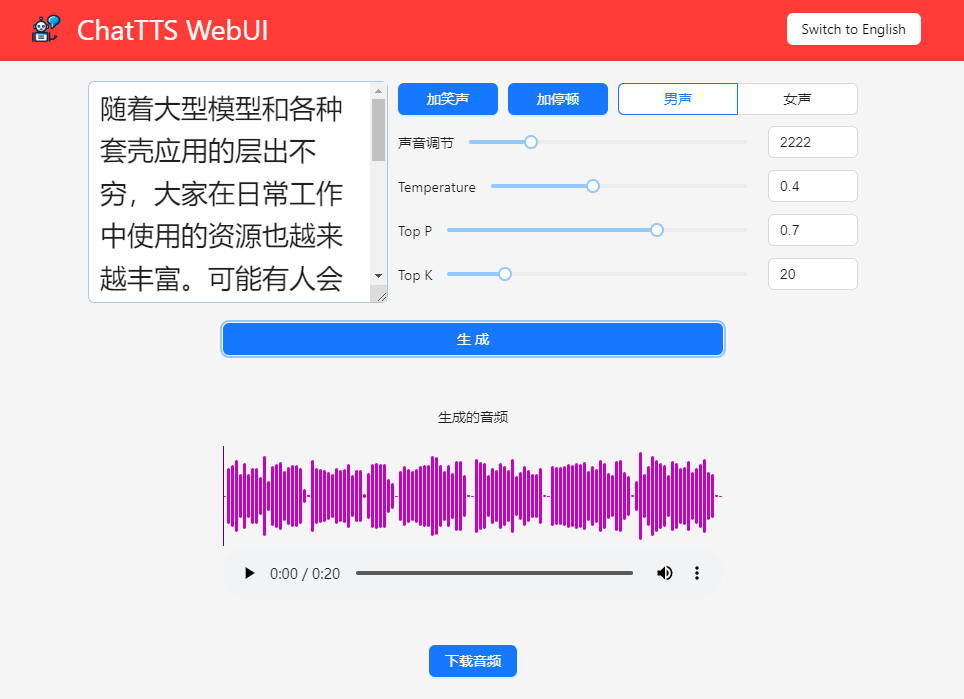 ChatTTS WebUI
Switch to English
随着大型模型和各种
套壳应用的层出不
穷，大家在日常工作
中使用的资源也越来
越丰富。可能有人会
加笑声
加停顿
男声
女声
声音调节
2222
Temperature
0.4
Top P
0.7
Top K
20
生 成
生成的音频
0:00 / 0:20
下载音频